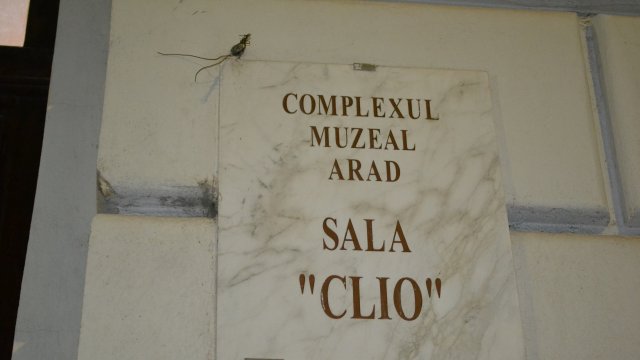 COMPLEXUL
MUZEAL
ARAD
SALA
"CLIO"